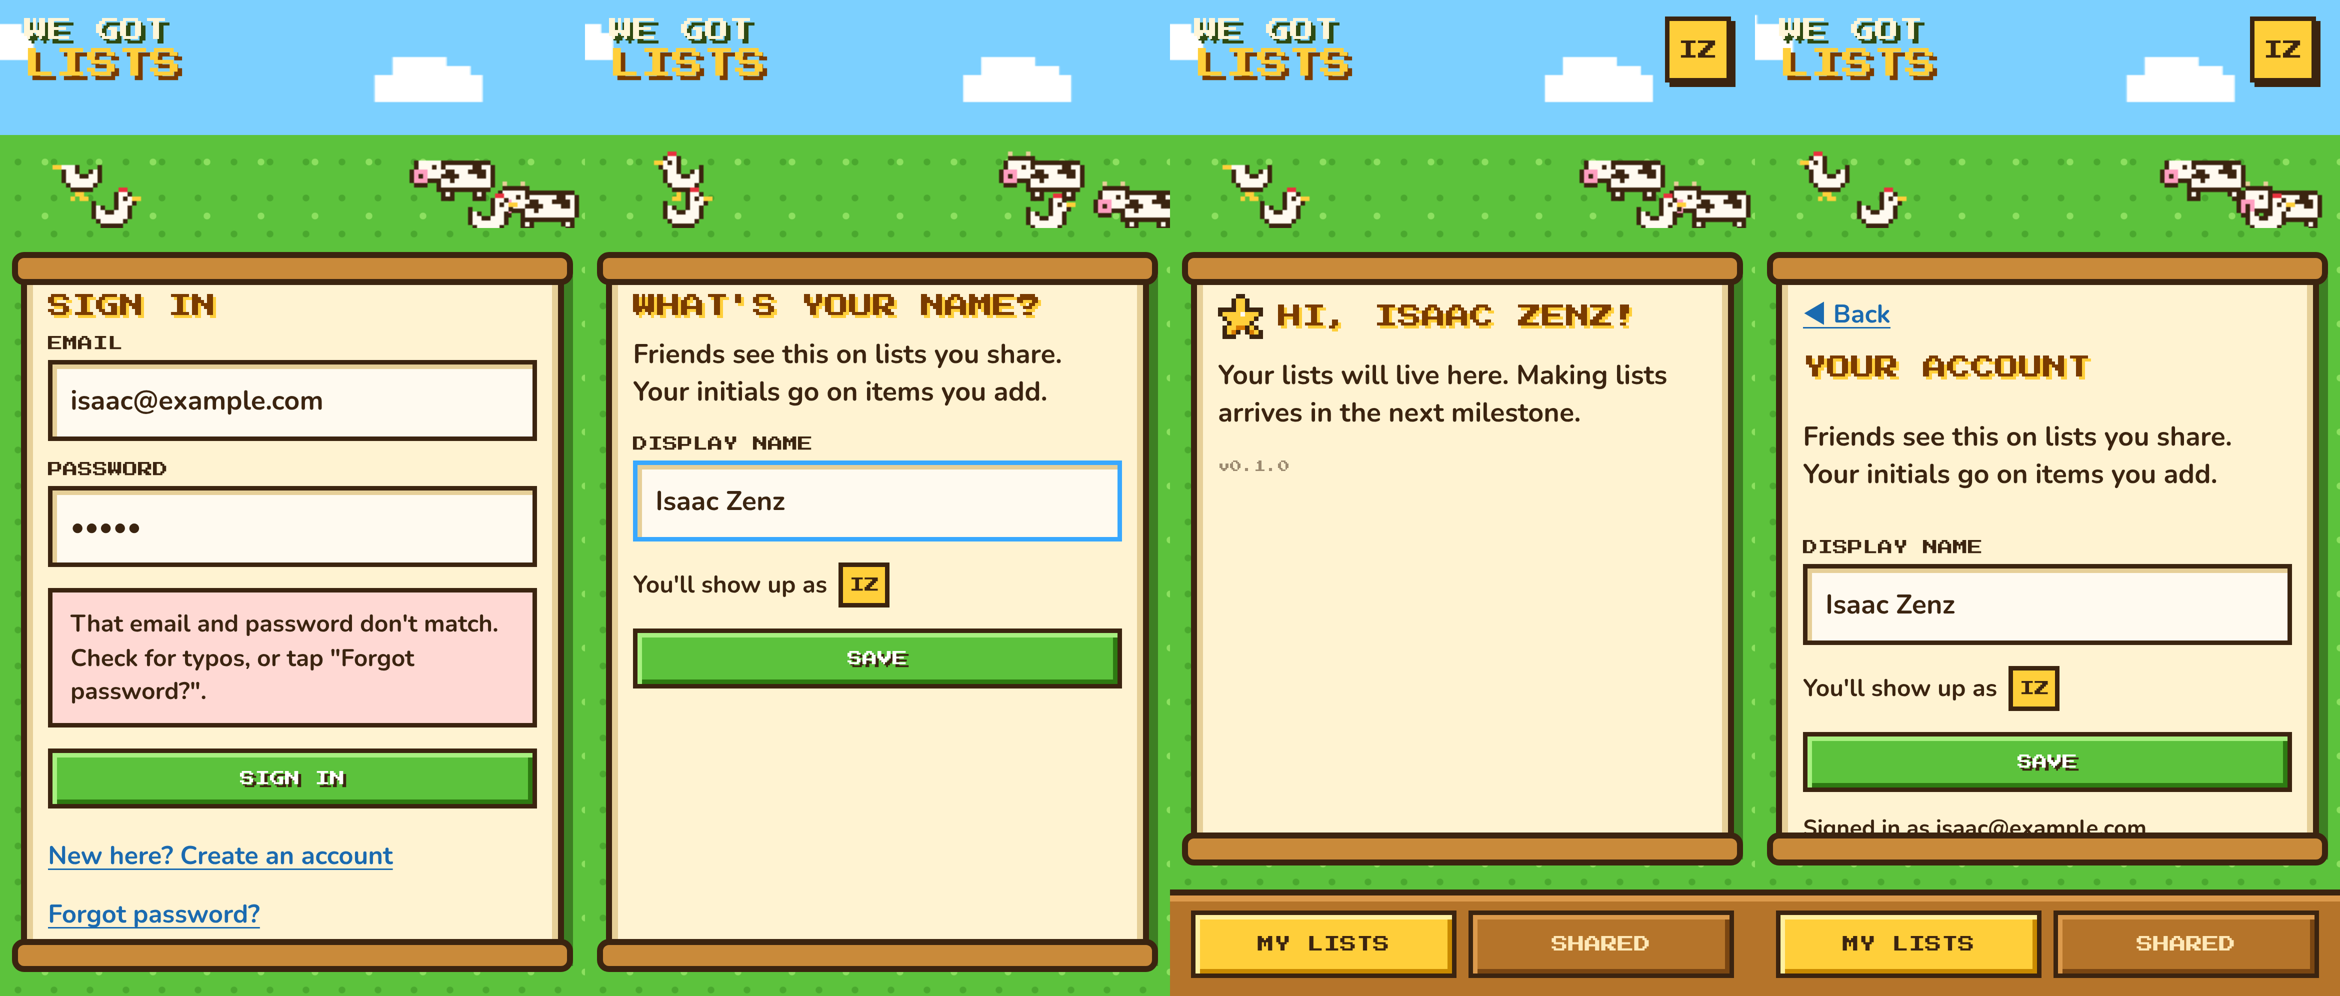 WE GOT
LISTS
SIGN IN
EMAIL
isaac@example.com
PASSWORD
•••••
That email and password don't match.
Check for typos, or tap "Forgot
password?".
SIGN IN
New here? Create an account
Forgot password?
WE GOT
LISTS
WHAT'S YOUR NAME?
Friends see this on lists you share.
Your initials go on items you add.
DISPLAY NAME
Isaac Zenz
You'll show up as IZ
SAVE
WE GOT
LISTS
IZ
HI, ISAAC ZENZ!
Your lists will live here. Making lists
arrives in the next milestone.
v0.1.0
MY LISTS
SHARED
WE GOT
LISTS
IZ
◀ Back
YOUR ACCOUNT
Friends see this on lists you share.
Your initials go on items you add.
DISPLAY NAME
Isaac Zenz
You'll show up as IZ
SAVE
Signed in as isaac@example.com
MY LISTS
SHARED